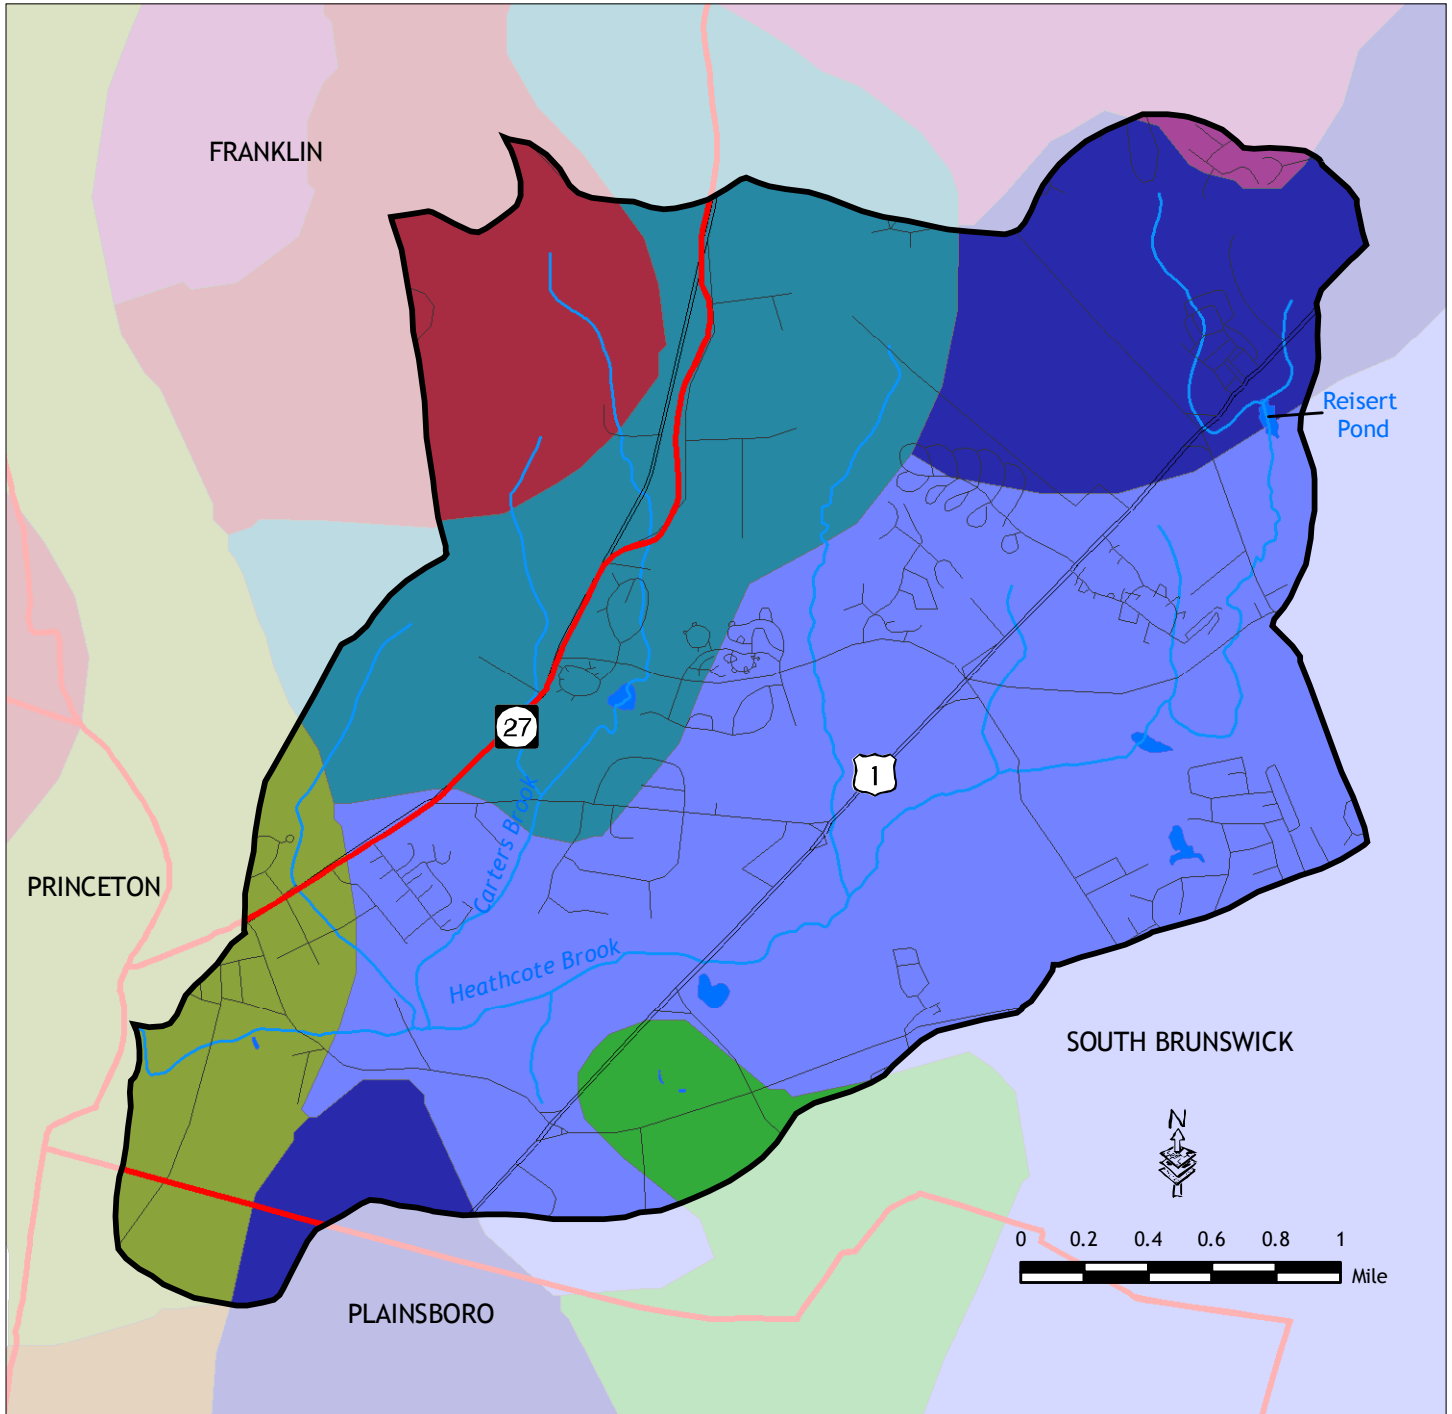 FRANKLIN
Reisert
Pond
27
1
Carters Brook
PRINCETON
Heathcote Brook
SOUTH BRUNSWICK
N
0 0.2 0.4 0.6 0.8 1
Mile
PLAINSBORO